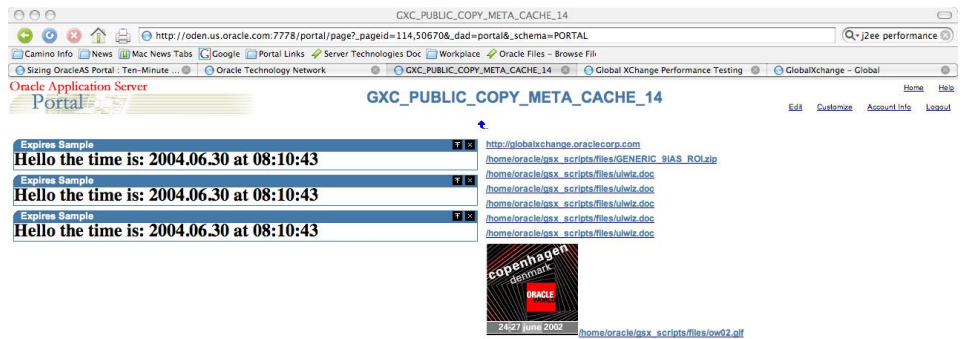 GXC_PUBLIC_COPY_META_CACHE_14
http://oden.us.oracle.com:7778/portal/page?_pageid=114,50670&_dad=portal&_schema=PORTAL
j2ee performance
Camino Info News Mac News Tabs Google Portal Links Server Technologies Doc Workplace Oracle Files – Browse File
Sizing OracleAS Portal : Ten-Minute ... Oracle Technology Network GXC_PUBLIC_COPY_META_CACHE_14 Global XChange Performance Testing GlobalXchange – Global
Oracle Application Server
Portal
GXC_PUBLIC_COPY_META_CACHE_14
Home Help
Edit Customize Account Info Logout
Expires Sample
Hello the time is: 2004.06.30 at 08:10:43
Expires Sample
Hello the time is: 2004.06.30 at 08:10:43
Expires Sample
Hello the time is: 2004.06.30 at 08:10:43
http://globalxchange.oraclecorp.com
/home/oracle/gsx_scripts/files/GENERIC_9IAS_ROI.zip
/home/oracle/gsx_scripts/files/uiwiz.doc
/home/oracle/gsx_scripts/files/uiwiz.doc
/home/oracle/gsx_scripts/files/uiwiz.doc
/home/oracle/gsx_scripts/files/uiwiz.doc
/home/oracle/gsx_scripts/files/uiwiz.doc
copenhagen
denmark
ORACLE
WORLD
24-27 june 2002
/home/oracle/gsx_scripts/files/ow02.gif